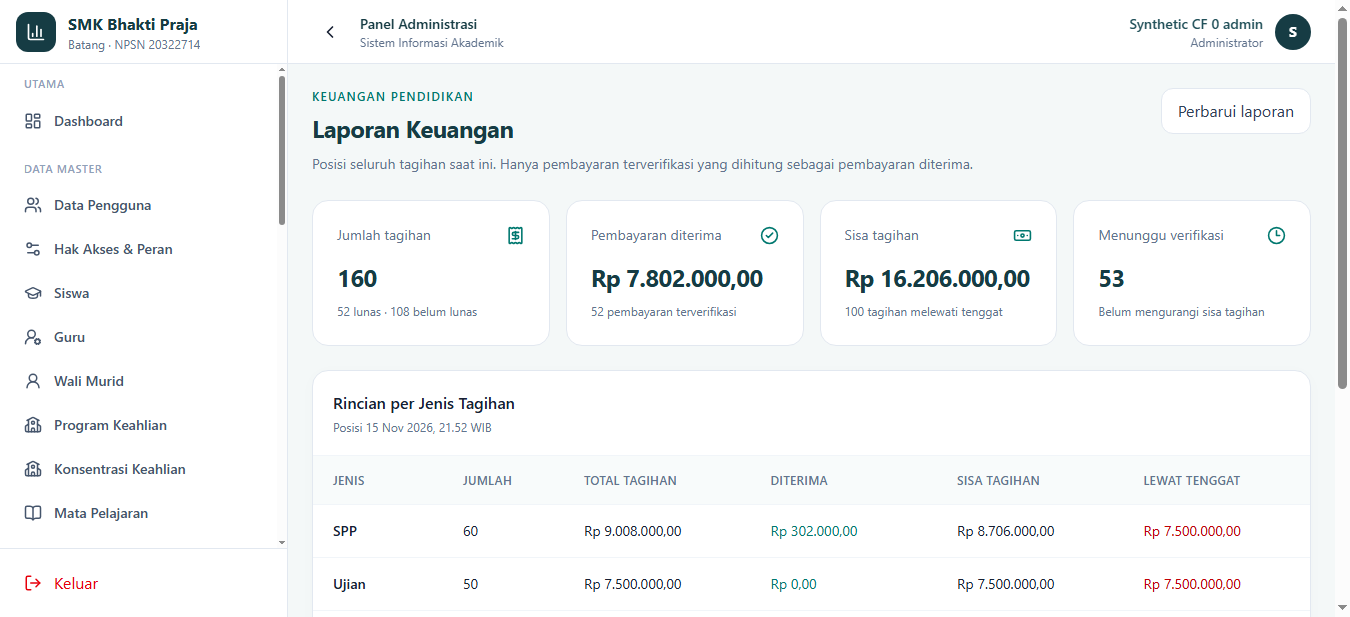 SMK Bhakti Praja
Batang · NPSN 20322714
UTAMA
Dashboard
DATA MASTER
Data Pengguna
Hak Akses & Peran
Siswa
Guru
Wali Murid
Program Keahlian
Konsentrasi Keahlian
Mata Pelajaran
Keluar
Panel Administrasi
Sistem Informasi Akademik
Synthetic CF 0 admin
Administrator
S
KEUANGAN PENDIDIKAN
Laporan Keuangan
Posisi seluruh tagihan saat ini. Hanya pembayaran terverifikasi yang dihitung sebagai pembayaran diterima.
Perbarui laporan
Jumlah tagihan
160
52 lunas · 108 belum lunas
Pembayaran diterima
Rp 7.802.000,00
52 pembayaran terverifikasi
Sisa tagihan
Rp 16.206.000,00
100 tagihan melewati tenggat
Menunggu verifikasi
53
Belum mengurangi sisa tagihan
Rincian per Jenis Tagihan
Posisi 15 Nov 2026, 21.52 WIB
JENIS JUMLAH TOTAL TAGIHAN DITERIMA SISA TAGIHAN LEWAT TENGGAT
SPP 60 Rp 9.008.000,00 Rp 302.000,00 Rp 8.706.000,00 Rp 7.500.000,00
Ujian 50 Rp 7.500.000,00 Rp 0,00 Rp 7.500.000,00 Rp 7.500.000,00